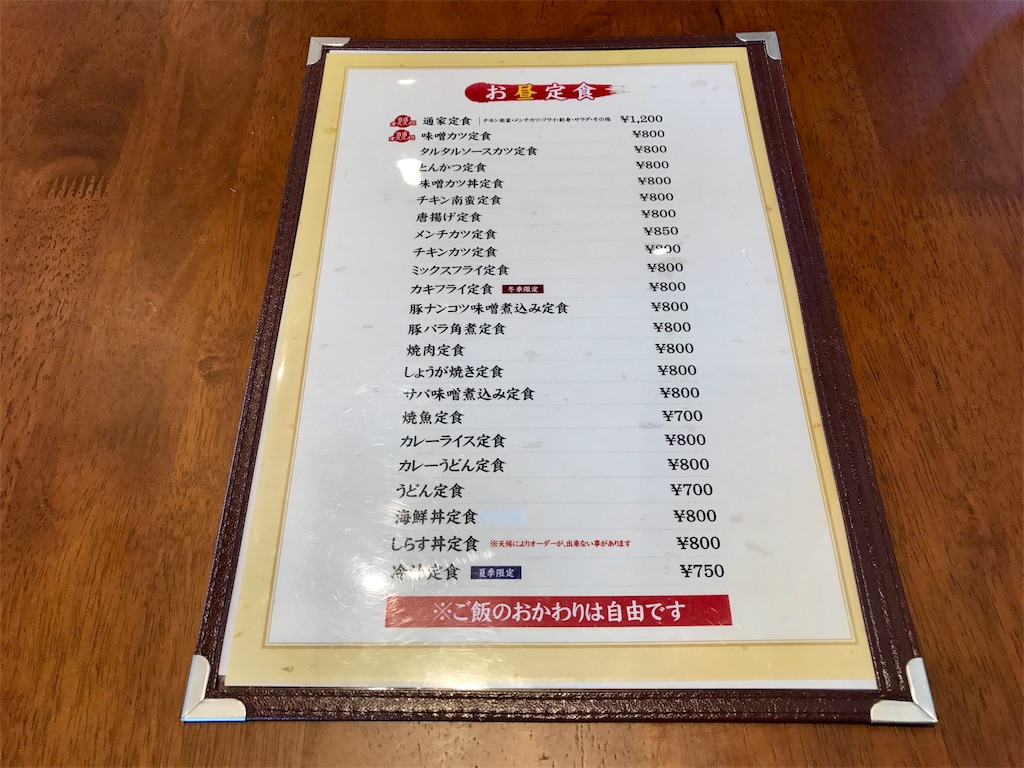 お昼定食
通家定食 チキン南蛮・メンチカツ・フライ・刺身・サラダ・その他 ¥1,200
味噌カツ定食 ¥800
タルタルソースカツ定食 ¥800
とんかつ定食 ¥800
味噌カツ丼定食 ¥800
チキン南蛮定食 ¥800
唐揚げ定食 ¥800
メンチカツ定食 ¥850
チキンカツ定食 ¥800
ミックスフライ定食 ¥800
カキフライ定食 冬季限定 ¥800
豚ナンコツ味噌煮込み定食 ¥800
豚バラ角煮定食 ¥800
焼肉定食 ¥800
しょうが焼き定食 ¥800
サバ味噌煮込み定食 ¥800
焼魚定食 ¥700
カレーライス定食 ¥800
カレーうどん定食 ¥800
うどん定食 ¥700
海鮮丼定食 ¥800
しらす丼定食 ※天候によりオーダーが、出来ない事があります ¥800
定食 夏季限定 ¥750
※ご飯のおかわりは自由です